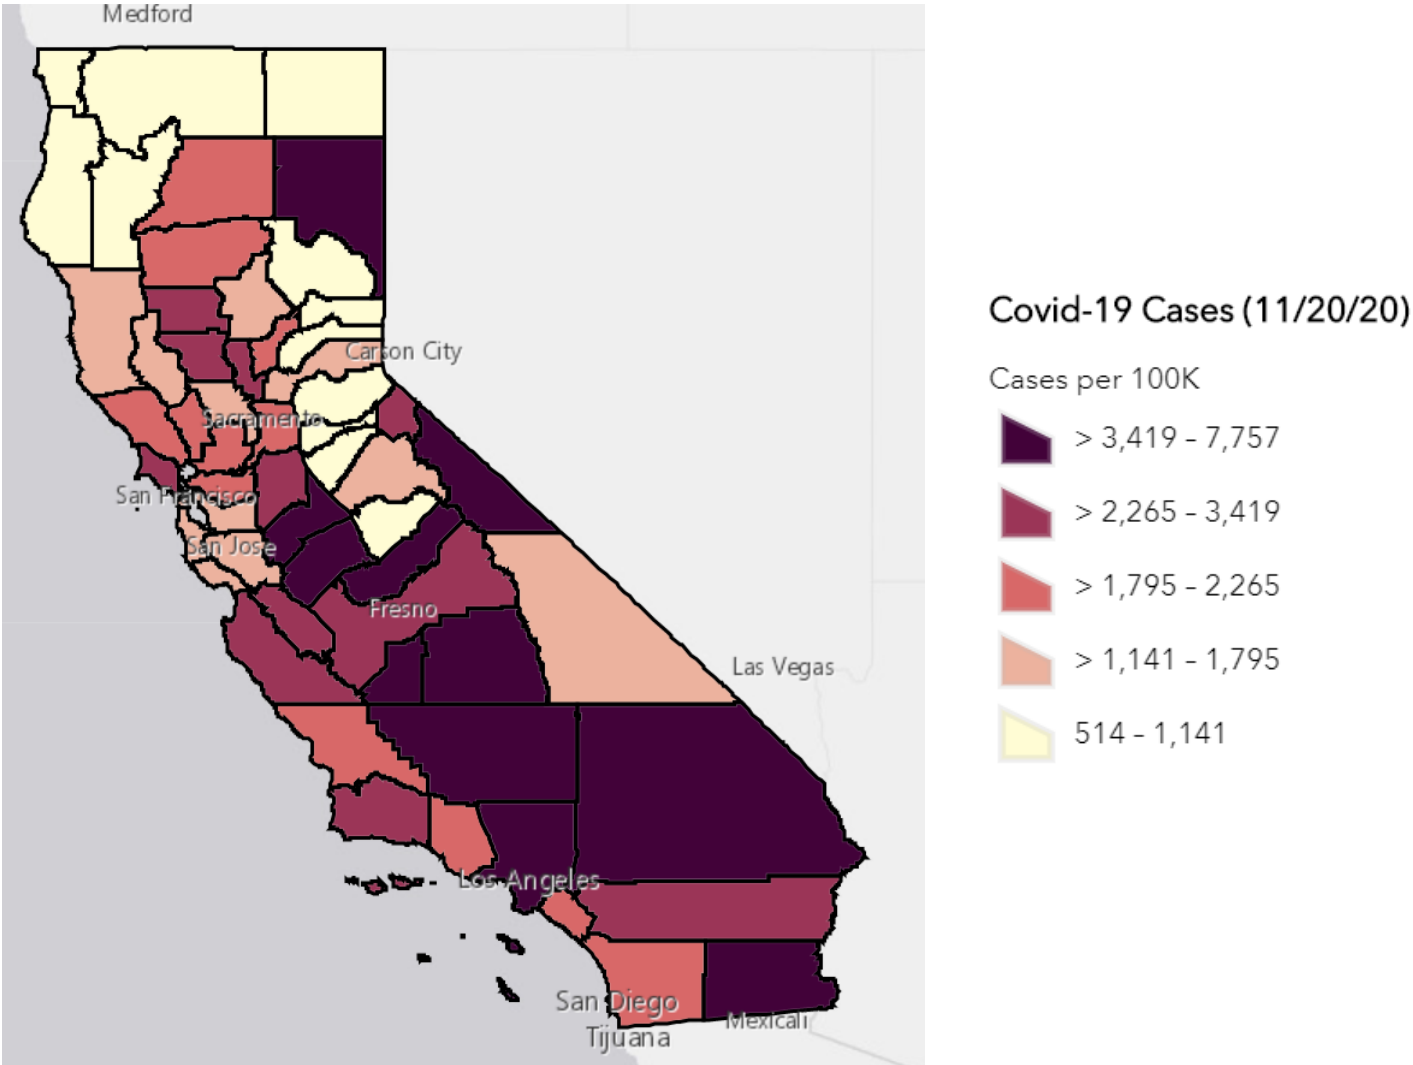 Medford
Carson City
Sacramento
San Francisco
San Jose
Fresno
Las Vegas
Los Angeles
San Diego
Mexicali
Tijuana
Covid-19 Cases (11/20/20)
Cases per 100K
> 3,419 – 7,757
> 2,265 – 3,419
> 1,795 – 2,265
> 1,141 – 1,795
514 – 1,141